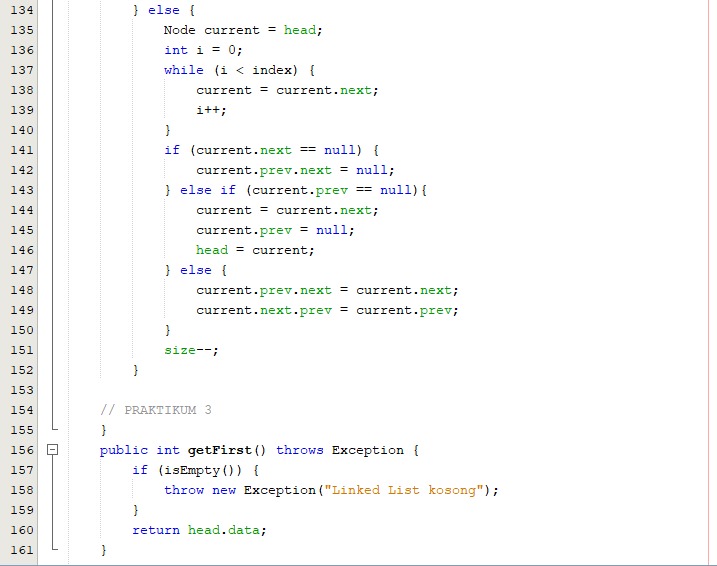 134 } else {
135 Node current = head;
136 int i = 0;
137 while (i < index) {
138 current = current.next;
139 i++;
140 }
141 if (current.next == null) {
142 current.prev.next = null;
143 } else if (current.prev == null){
144 current = current.next;
145 current.prev = null;
146 head = current;
147 } else {
148 current.prev.next = current.next;
149 current.next.prev = current.prev;
150 }
151 size--;
152 }
153
154 // PRAKTIKUM 3
155 }
156 public int getFirst() throws Exception {
157 if (isEmpty()) {
158 throw new Exception("Linked List kosong");
159 }
160 return head.data;
161 }